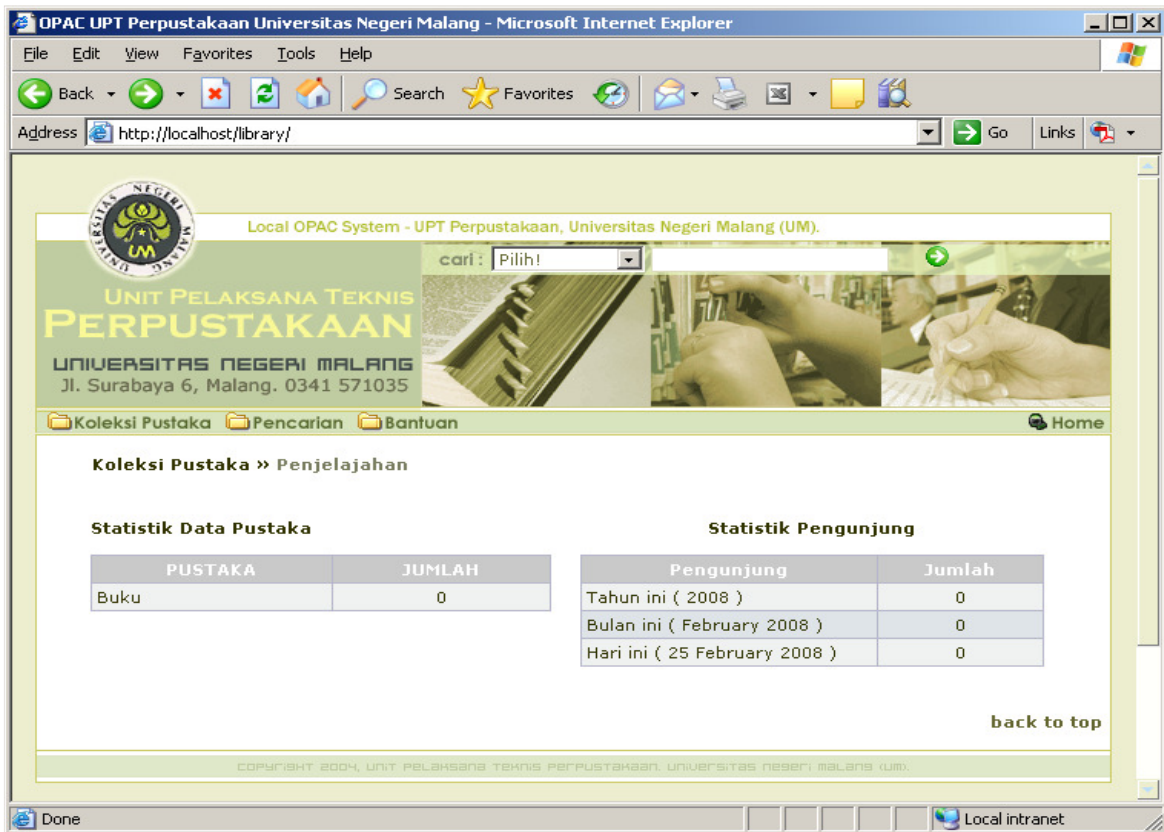 OPAC UPT Perpustakaan Universitas Negeri Malang - Microsoft Internet Explorer
File Edit View Favorites Tools Help
Back Search Favorites
Address http://localhost/library/ Go Links
UNIVERSITAS NEGERI MALANG
UM
Local OPAC System - UPT Perpustakaan, Universitas Negeri Malang (UM).
cari : Pilih!
UNIT PELAKSANA TEKNIS
PERPUSTAKAAN
UNIVERSITAS NEGERI MALANG
Jl. Surabaya 6, Malang. 0341 571035
Koleksi Pustaka Pencarian Bantuan Home
Koleksi Pustaka » Penjelajahan
Statistik Data Pustaka Statistik Pengunjung
PUSTAKA JUMLAH Pengunjung Jumlah
Buku 0 Tahun ini ( 2008 ) 0
Bulan ini ( February 2008 ) 0
Hari ini ( 25 February 2008 ) 0
back to top
Copyright 2004, Unit Pelaksana Teknis Perpustakaan, Universitas Negeri Malang (UM).
Done Local intranet